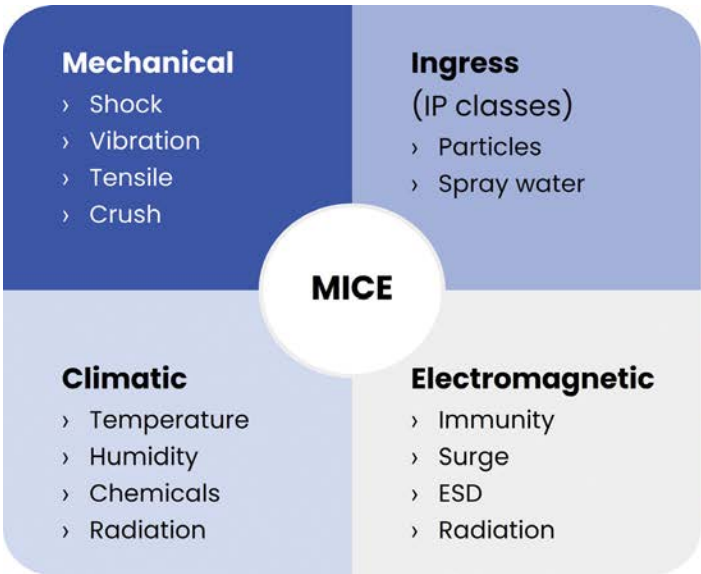 Mechanical
› Shock
› Vibration
› Tensile
› Crush
Ingress
(IP classes)
› Particles
› Spray water
MICE
Climatic
› Temperature
› Humidity
› Chemicals
› Radiation
Electromagnetic
› Immunity
› Surge
› ESD
› Radiation